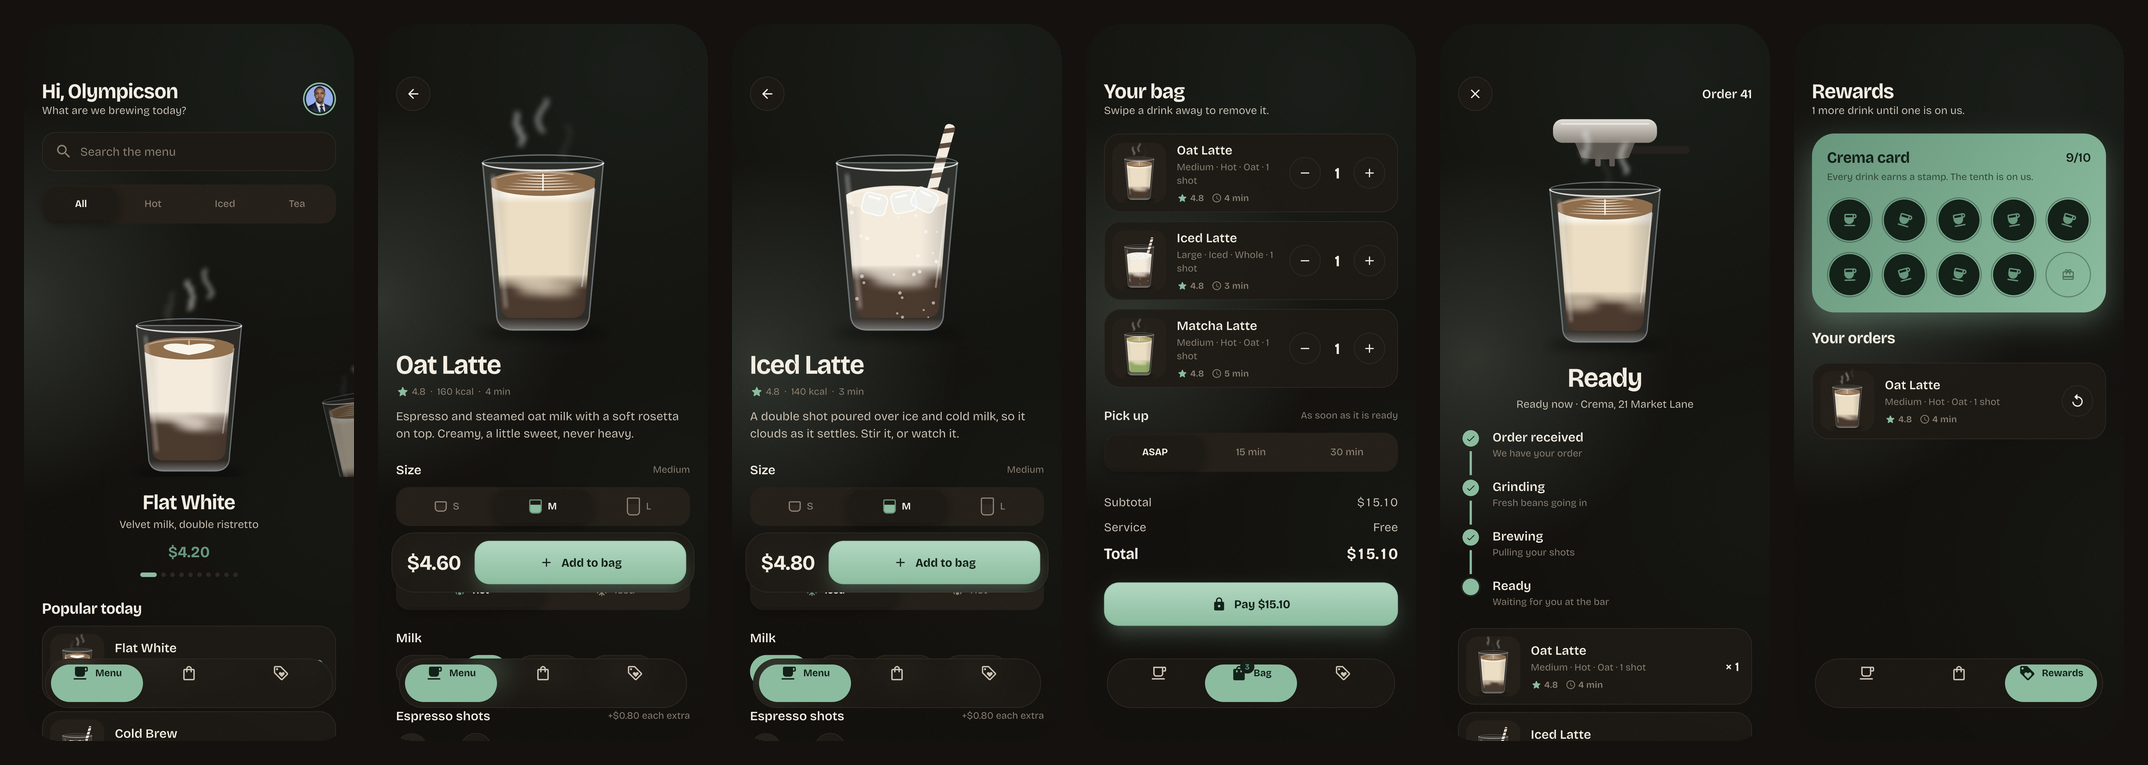 Hi, Olympicson
What are we brewing today?
Search the menu
All Hot Iced Tea
Flat White
Velvet milk, double ristretto
$4.20
Popular today
Flat White
Menu
Cold Brew
Oat Latte
4.8 · 160 kcal · 4 min
Espresso and steamed oat milk with a soft rosetta
on top. Creamy, a little sweet, never heavy.
Size Medium
S M L
$4.60 + Add to bag
Milk
Menu
Espresso shots +$0.80 each extra
Iced Latte
4.8 · 140 kcal · 3 min
A double shot poured over ice and cold milk, so it
clouds as it settles. Stir it, or watch it.
Size Medium
S M L
$4.80 + Add to bag
Milk
Menu
Espresso shots +$0.80 each extra
Your bag
Swipe a drink away to remove it.
Oat Latte
Medium · Hot · Oat · 1
shot
4.8 4 min
− 1 +
Iced Latte
Large · Iced · Whole · 1
shot
4.8 3 min
− 1 +
Matcha Latte
Medium · Hot · Oat · 1
shot
4.8 5 min
− 1 +
Pick up As soon as it is ready
ASAP 15 min 30 min
Subtotal $15.10
Service Free
Total $15.10
Pay $15.10
3
Bag
Order 41
Ready
Ready now · Crema, 21 Market Lane
Order received
We have your order
Grinding
Fresh beans going in
Brewing
Pulling your shots
Ready
Waiting for you at the bar
Oat Latte
Medium · Hot · Oat · 1 shot
4.8 4 min
× 1
Iced Latte
Rewards
1 more drink until one is on us.
Crema card 9/10
Every drink earns a stamp. The tenth is on us.
Your orders
Oat Latte
Medium · Hot · Oat · 1 shot
4.8 4 min
Rewards